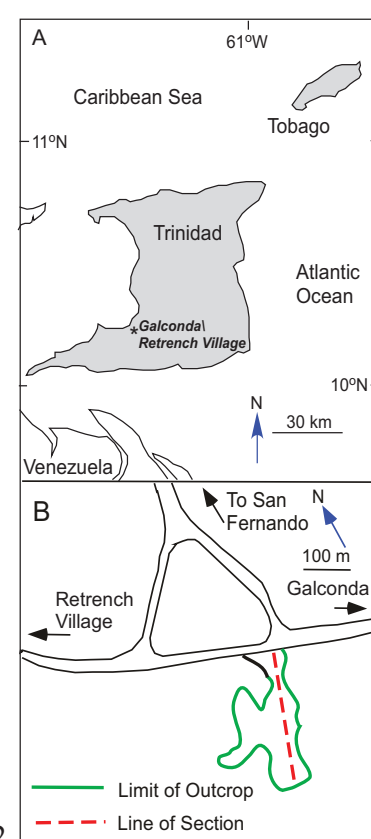 A
61°W
Caribbean Sea
Tobago
11°N
Trinidad
Atlantic
Ocean
*Galconda\
Retrench Village
10°N
N
30 km
Venezuela
B
To San
Fernando
N
100 m
Galconda
Retrench
Village
Limit of Outcrop
Line of Section